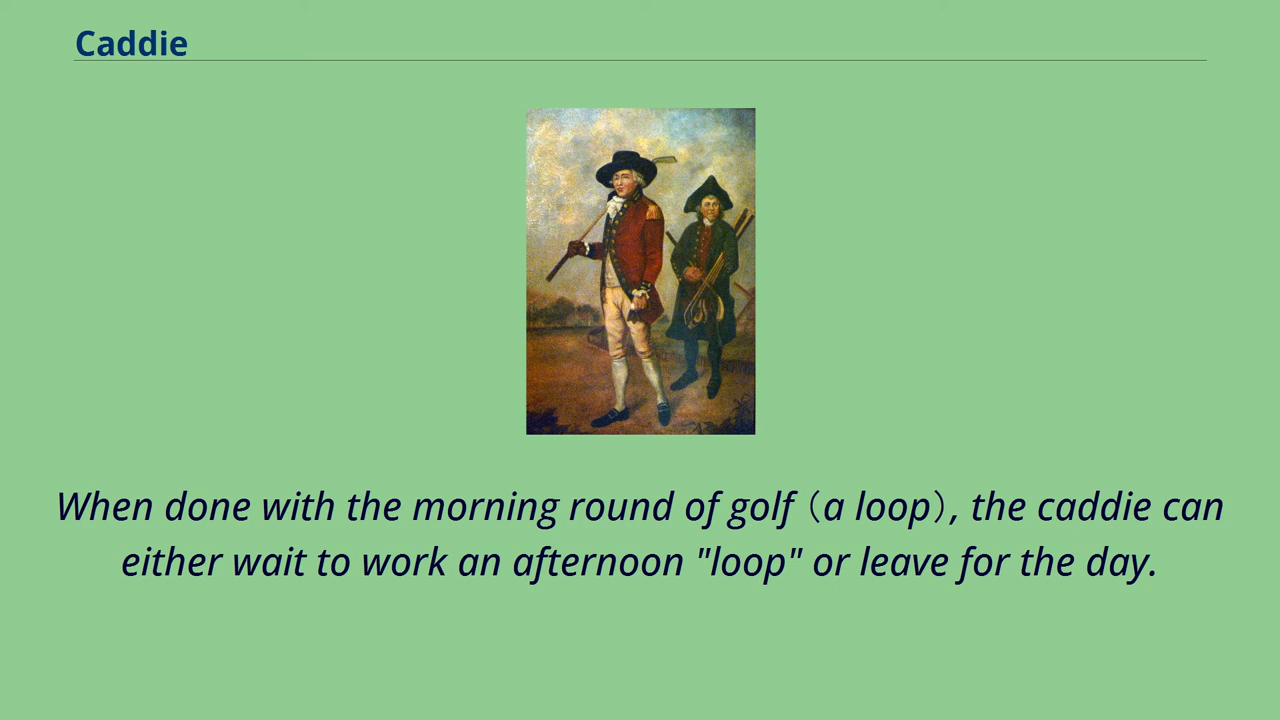 Caddie
When done with the morning round of golf（a loop）, the caddie can
either wait to work an afternoon "loop" or leave for the day.